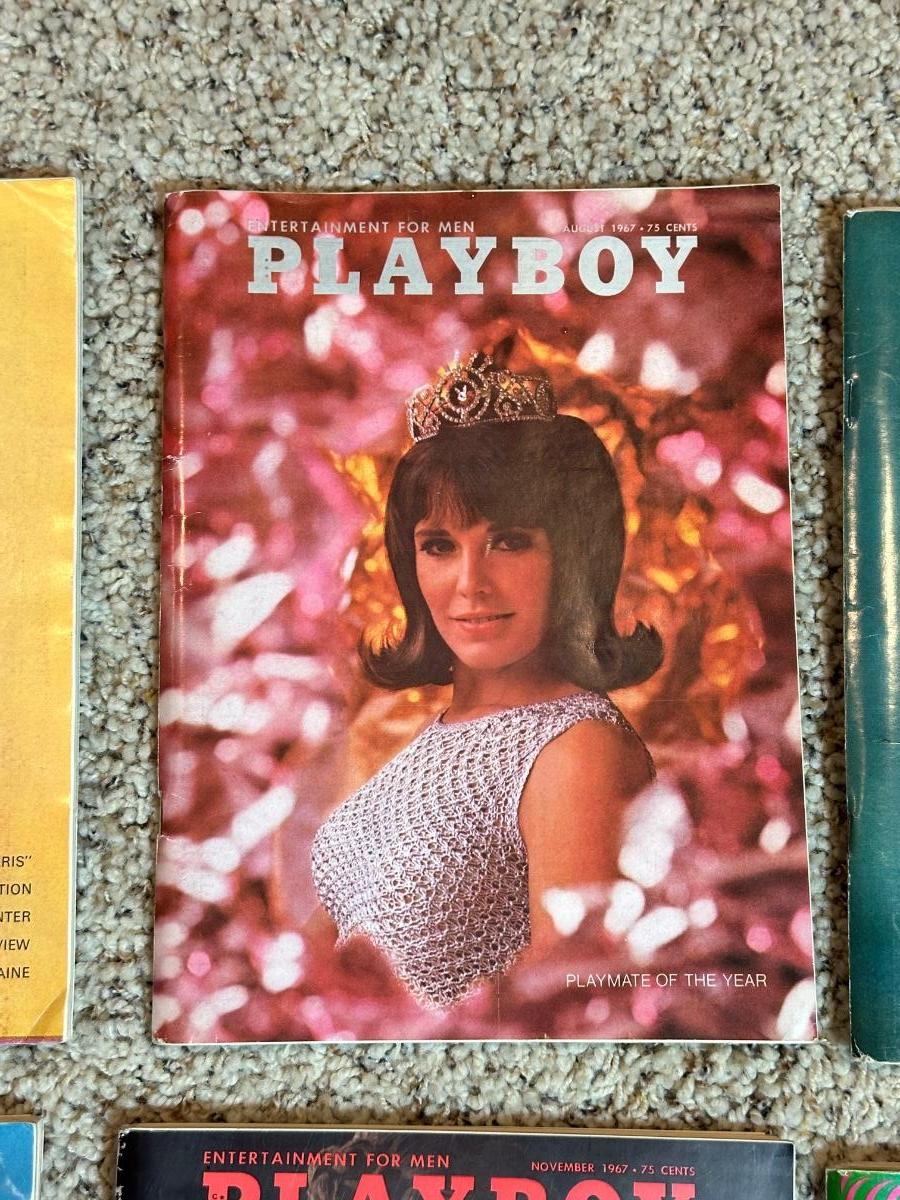 ENTERTAINMENT FOR MEN
AUGUST 1967 • 75 CENTS
PLAYBOY
PLAYMATE OF THE YEAR
RIS"
TION
NTER
VIEW
AINE
ENTERTAINMENT FOR MEN
NOVEMBER 1967 • 75 CENTS
PLAYBOY